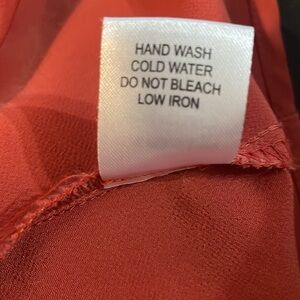 HAND WASH
COLD WATER
DO NOT BLEACH
LOW IRON